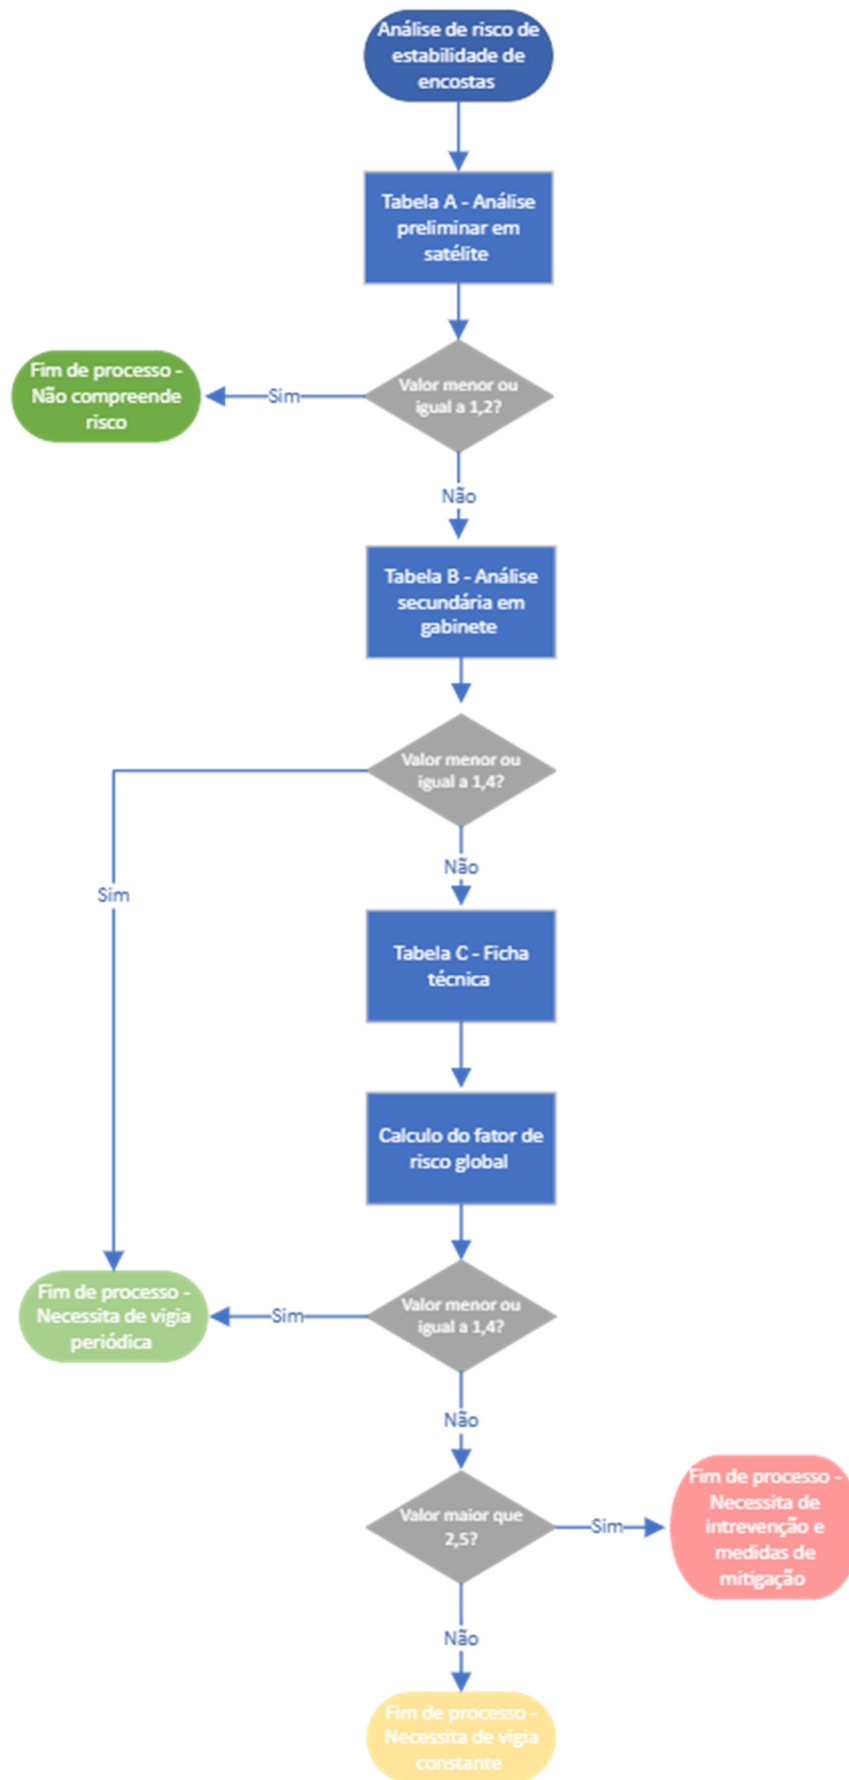 Análise de risco de
estabilidade de
encostas
Tabela A - Análise
preliminar em
satélite
Valor menor ou
igual a 1,2?
Sim
Fim de processo -
Não compreende
risco
Não
Tabela B - Análise
secundária em
gabinete
Valor menor ou
igual a 1,4?
Sim
Não
Tabela C - Ficha
técnica
Calculo do fator de
risco global
Valor menor ou
igual a 1,4?
Sim
Fim de processo -
Necessita de vigia
periódica
Não
Valor maior que
2,5?
Sim
Fim de processo -
Necessita de
intrevenção e
medidas de
mitigação
Não
Fim de processo -
Necessita de vigia
constante